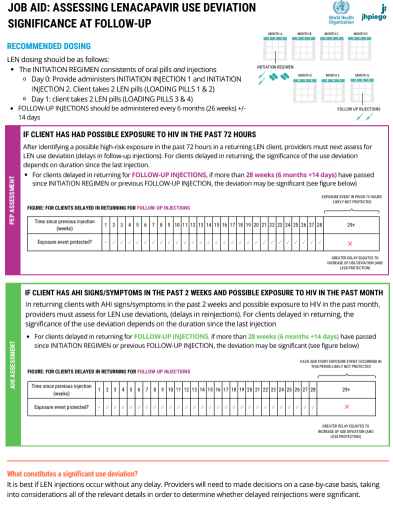 JOB AID: ASSESSING LENACAPAVIR USE DEVIATION
SIGNIFICANCE AT FOLLOW-UP
World Health
Organization
jhpiego
RECOMMENDED DOSING
LEN dosing should be as follows:
• The INITIATION REGIMEN consistents of oral pills and injections
o Day 0: Provide administers INITIATION INJECTION 1 and INITIATION
INJECTION 2. Client takes 2 LEN pills (LOADING PILLS 1 & 2)
o Day 1: client takes 2 LEN pills (LOADING PILLS 3 & 4)
• FOLLOW-UP INJECTIONS should be administered every 6 months (26 weeks) +/-
14 days
INITIATION REGIMEN
FOLLOW UP INJECTIONS
PEP ASSESSMENT
IF CLIENT HAS HAD POSSIBLE EXPOSURE TO HIV IN THE PAST 72 HOURS
After identifying a possible high-risk exposure in the past 72 hours in a returning LEN client, providers must next assess for
LEN use deviation (delays in follow-up injections). For clients delayed in returning, the significance of the use deviation
depends on duration since the last injection.
• For clients delayed in returning for FOLLOW-UP INJECTIONS, if more than 28 weeks (6 months +14 days) have passed
since INITIATION REGIMEN or previous FOLLOW-UP INJECTION, the deviation may be significant (see figure below)
EXPOSURE EVENT IN PRIOR 72 HOURS
LIKELY NOT PROTECTED
FIGURE: FOR CLIENTS DELAYED IN RETURNING FOR FOLLOW-UP INJECTIONS
Time since previous injection
(weeks)
1 2 3 4 5 6 7 8 9 10 11 12 13 14 15 16 17 18 19 20 21 22 23 24 25 26 27 28 29+
Exposure event protected?
GREATER DELAY EQUATES TO
INCREASE OF USE DEVIATION (AND
LESS PROTECTION)
AHI ASSESSMENT
IF CLIENT HAS AHI SIGNS/SYMPTOMS IN THE PAST 2 WEEKS AND POSSIBLE EXPOSURE TO HIV IN THE PAST MONTH
In returning clients with AHI signs/symptoms in the past 2 weeks and possible exposure to HIV in the past month,
providers must assess for LEN use deviations, (delays in reinjections). For clients delayed in returning, the
significance of the use deviation depends on the duration since the last injection
• For clients delayed in returning for FOLLOW-UP INJECTIONS, if more than 28 weeks (6 months +14 days) have
passed since INITIATION REGIMEN or previous FOLLOW-UP INJECTION, the deviation may be significant (see figure below)
EACH AND EVERY EXPOSURE EVENT OCCURRING IN
THIS PERIOD LIKELY NOT PROTECTED
FIGURE: FOR CLIENTS DELAYED IN RETURNING FOR FOLLOW-UP INJECTIONS
Time since previous injection
(weeks)
1 2 3 4 5 6 7 8 9 10 11 12 13 14 15 16 17 18 19 20 21 22 23 24 25 26 27 28 29+
Exposure event protected?
GREATER DELAY EQUATES TO
INCREASE OF USE DEVIATION (AND
LESS PROTECTION)
What constitutes a significant use deviation?
It is best if LEN injections occur without any delay. Providers will need to made decisions on a case-by-case basis, taking
into considerations all of the relevant details in order to determine whether delayed reinjections were significant.